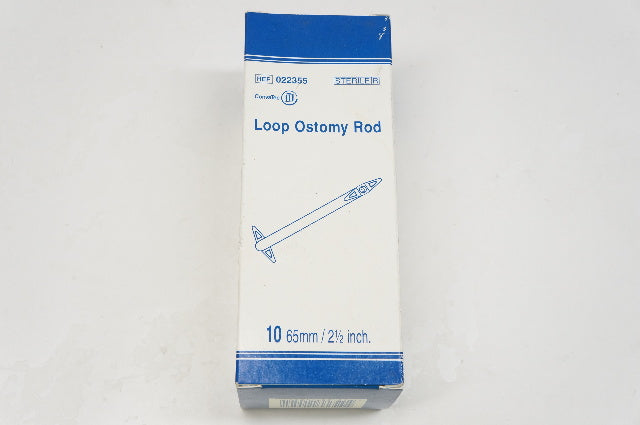 REF 022355
STERILE R
ConvaTec
Loop Ostomy Rod
10 65mm / 2½ inch.